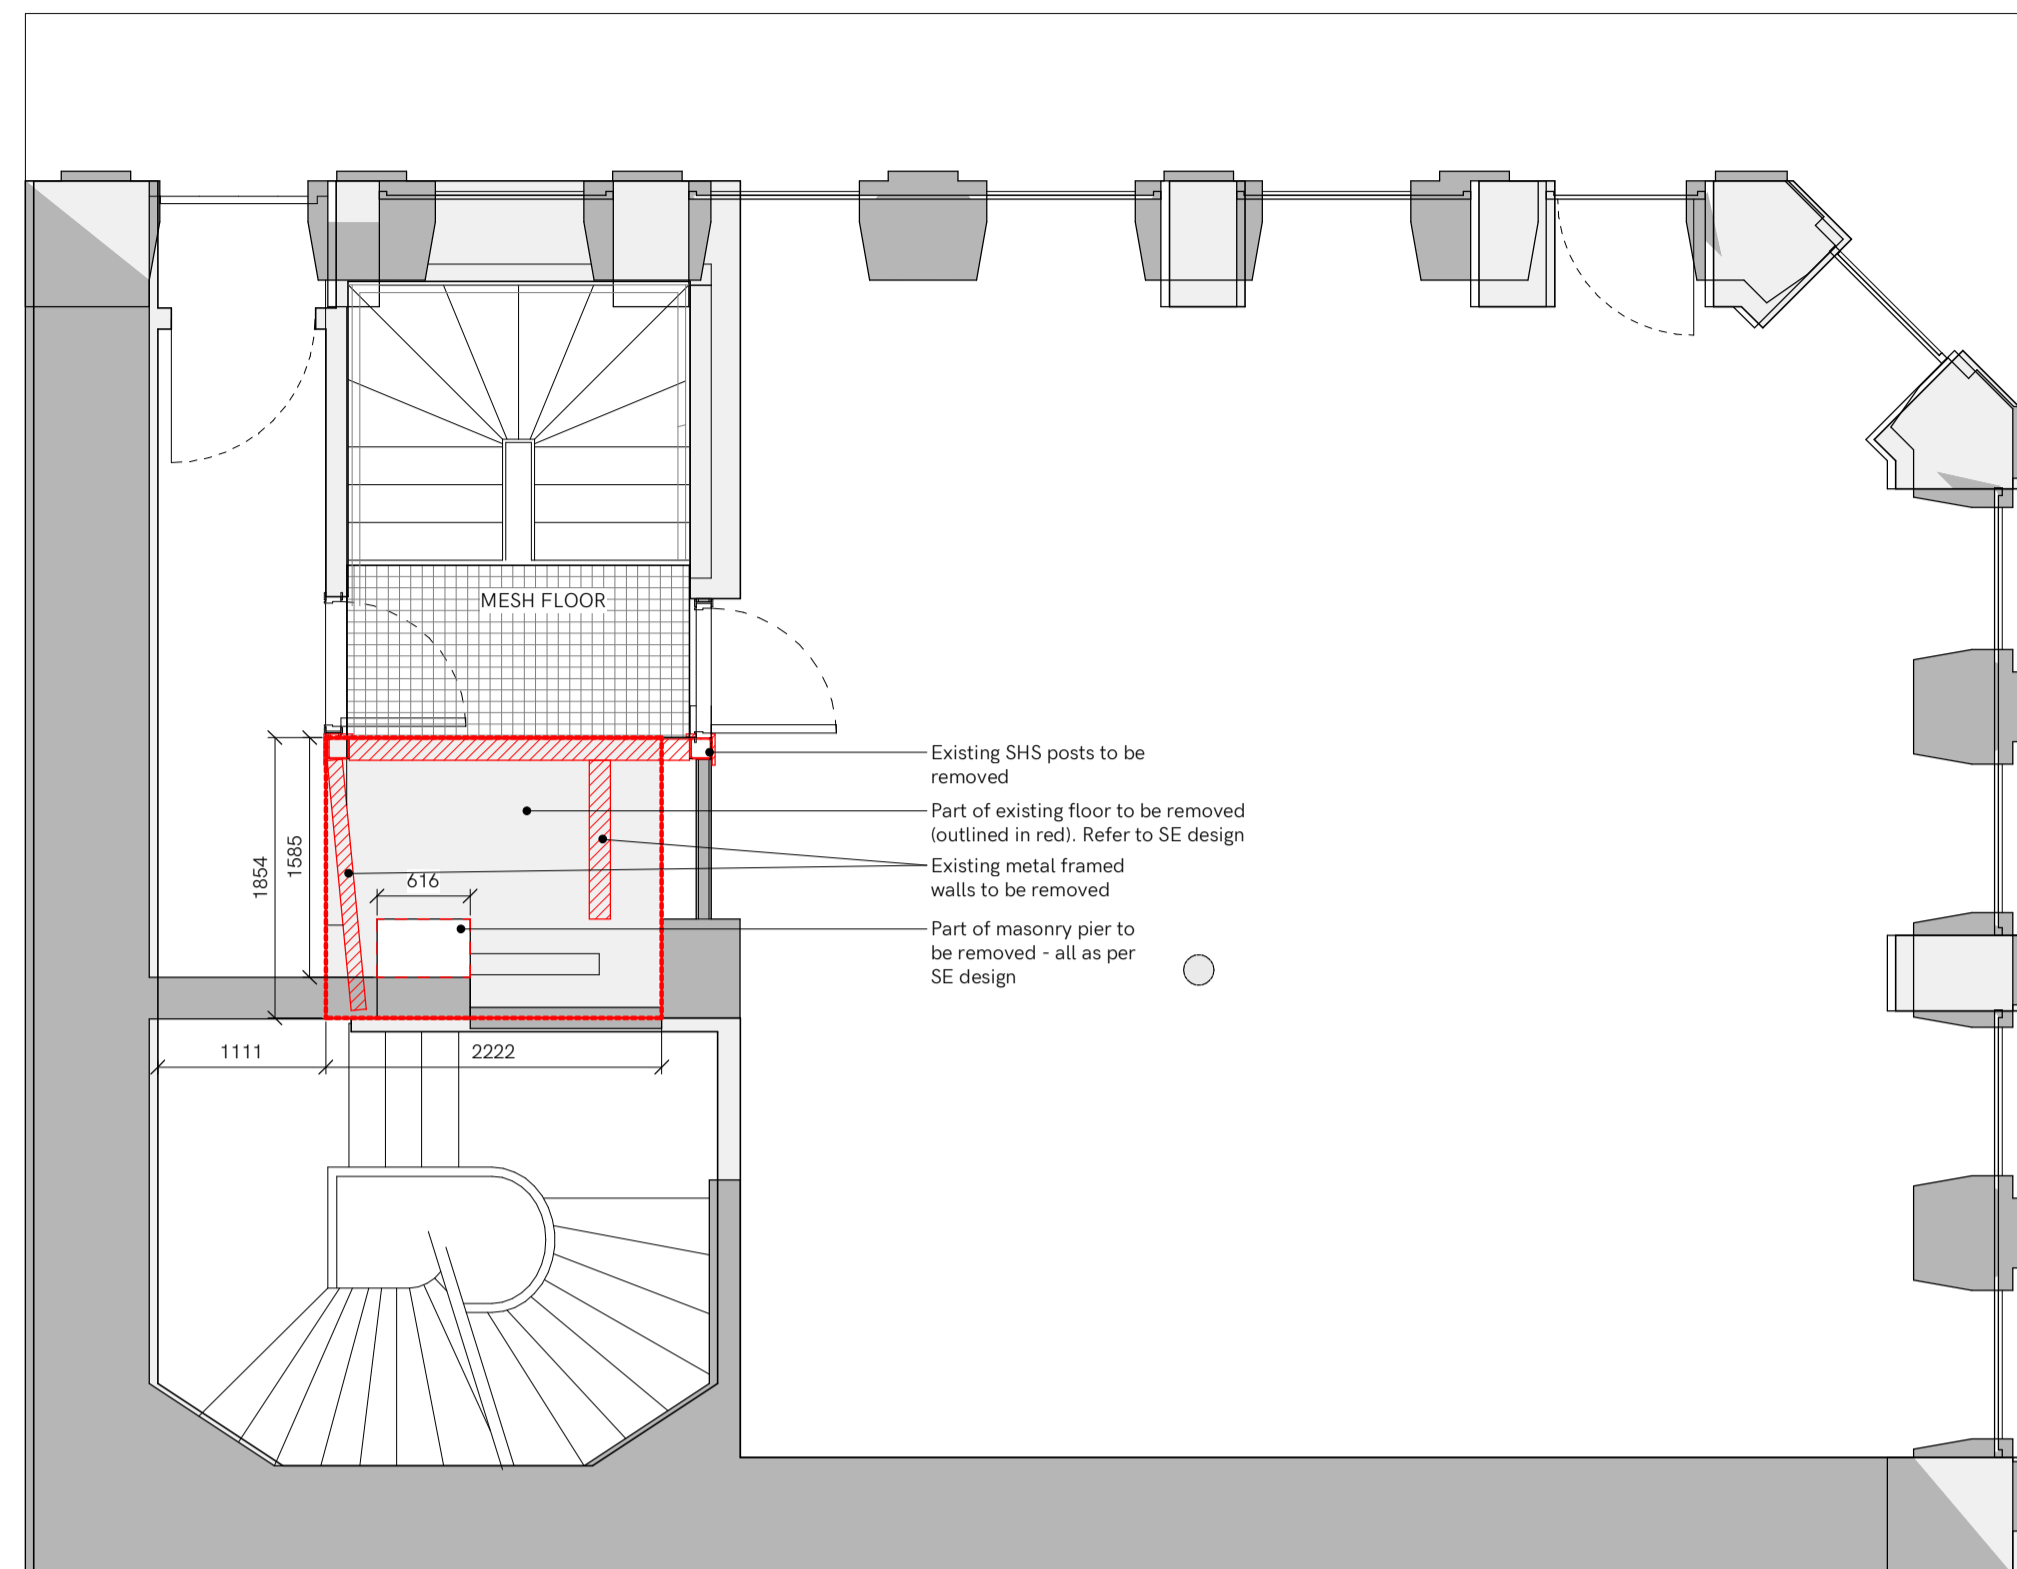 MESH FLOOR
Existing SHS posts to be
removed
Part of existing floor to be removed
(outlined in red). Refer to SE design
Existing metal framed
walls to be removed
Part of masonry pier to
be removed - all as per
SE design
1854
1585
616
1111
2222